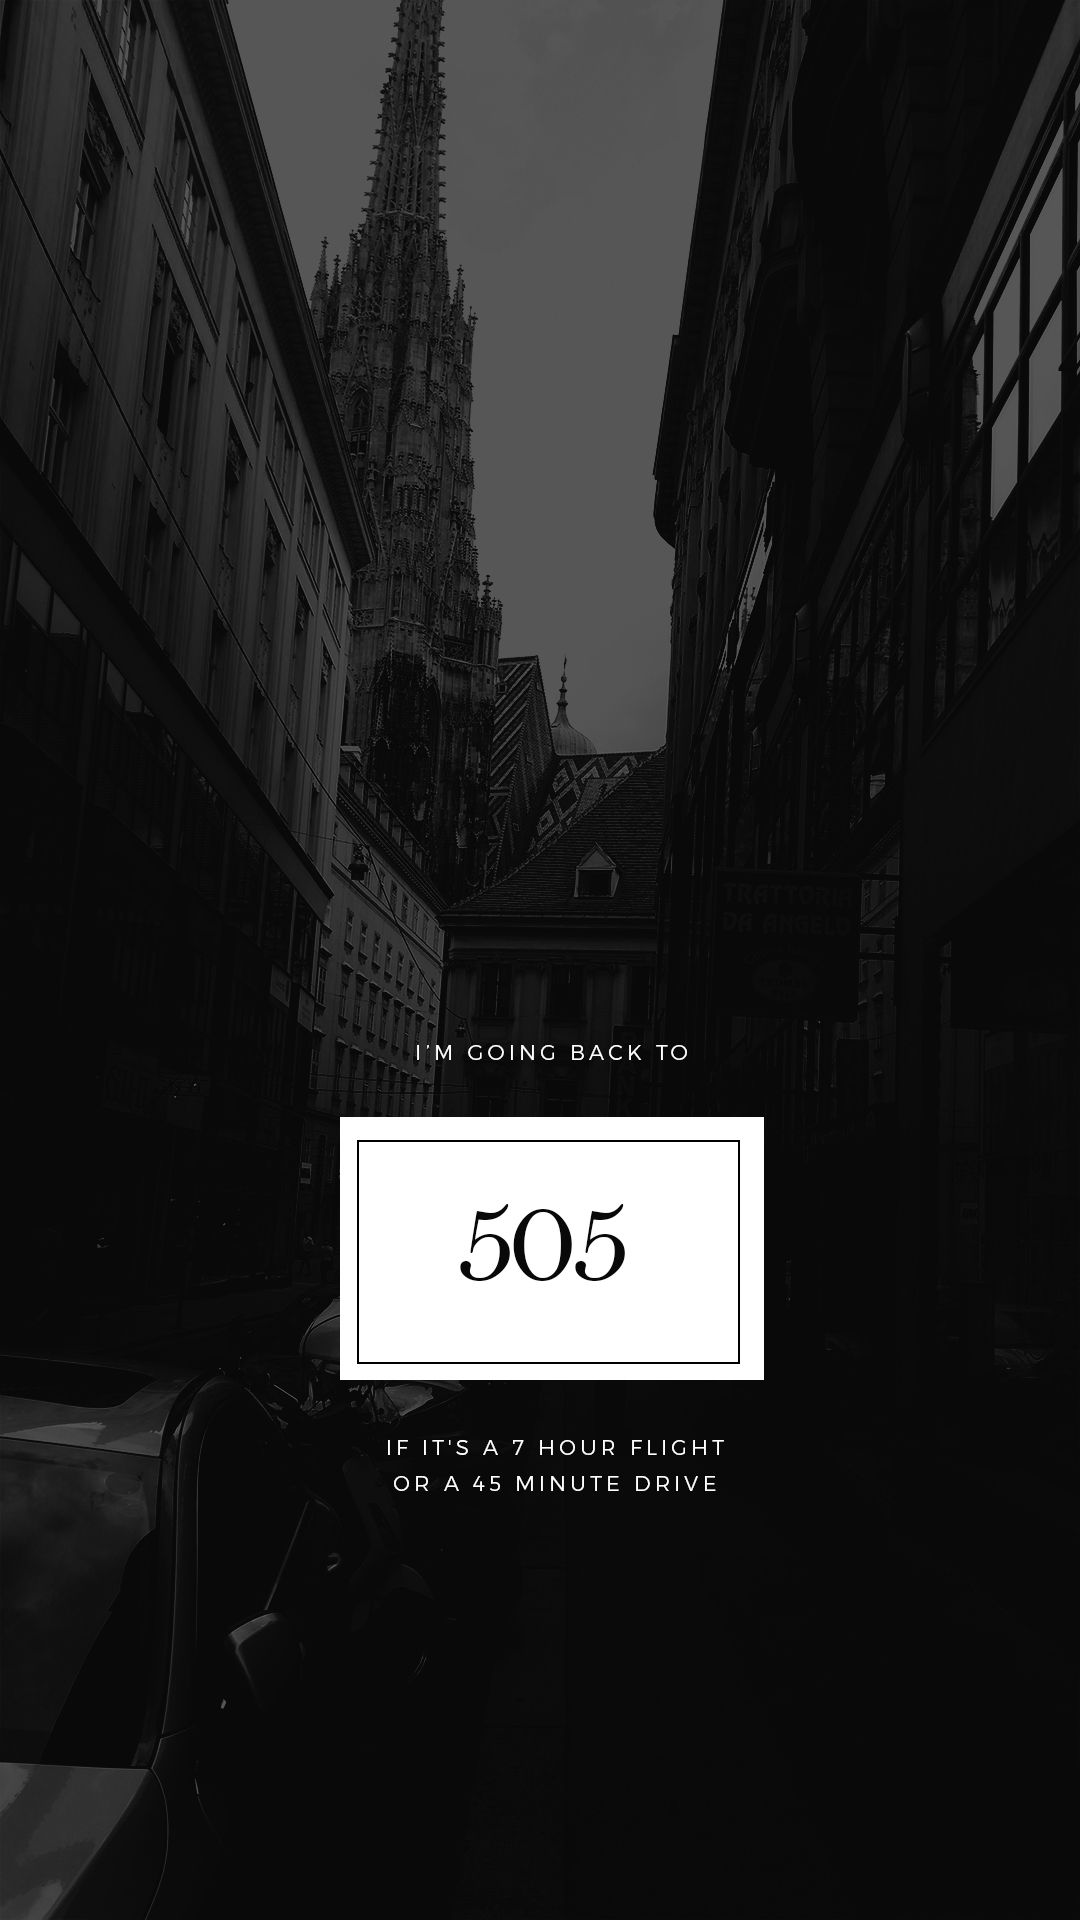 TRATTORIA
DA ANGELO
I'M GOING BACK TO
505
IF IT'S A 7 HOUR FLIGHT
OR A 45 MINUTE DRIVE